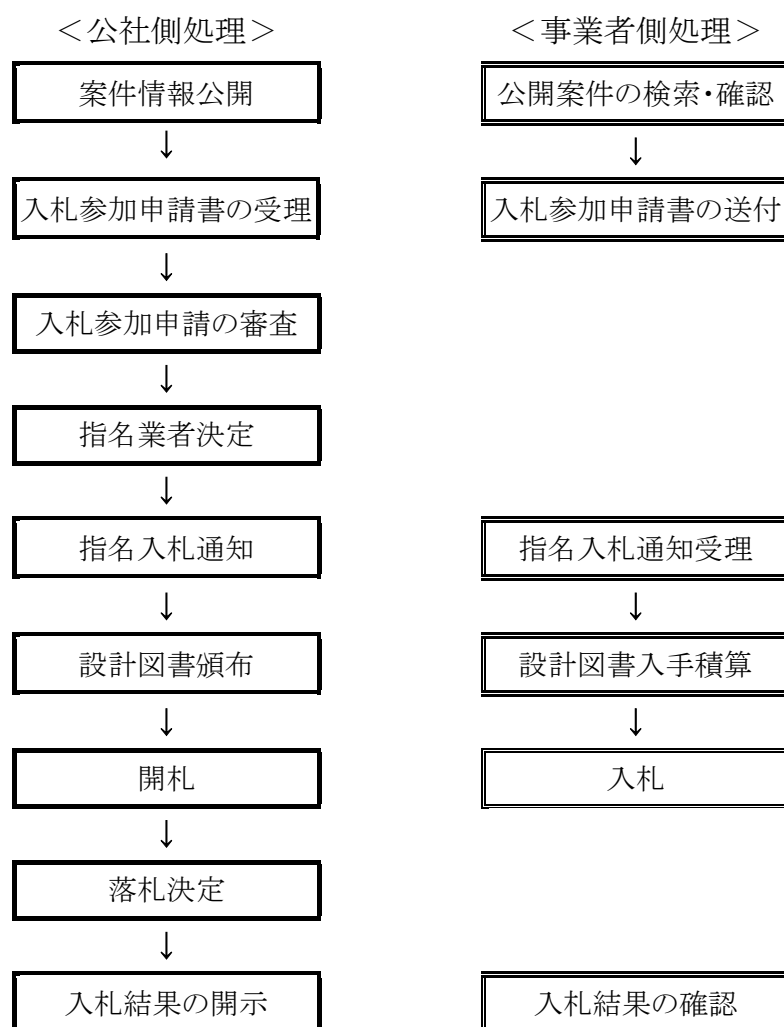 ＜公社側処理＞ ＜事業者側処理＞
案件情報公開 公開案件の検索・確認
↓ ↓
入札参加申請書の受理 入札参加申請書の送付
↓
入札参加申請の審査
↓
指名業者決定
↓
指名入札通知 指名入札通知受理
↓ ↓
設計図書頒布 設計図書入手積算
↓ ↓
開札 入札
↓
落札決定
↓
入札結果の開示 入札結果の確認